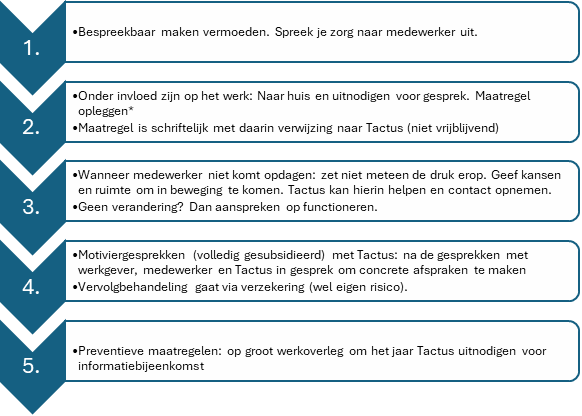 1.
•Bespreekbaar maken vermoeden. Spreek je zorg naar medewerker uit.
2.
•Onder invloed zijn op het werk: Naar huis en uitnodigen voor gesprek. Maatregel
opleggen*
•Maatregel is schriftelijk met daarin verwijzing naar Tactus (niet vrijblijvend)
3.
•Wanneer medewerker niet komt opdagen: zet niet meteen de druk erop. Geef kansen
en ruimte om in beweging te komen. Tactus kan hierin helpen en contact opnemen.
•Geen verandering? Dan aanspreken op functioneren.
4.
•Motiviergesprekken (volledig gesubsidieerd) met Tactus: na de gesprekken met
werkgever, medewerker en Tactus in gesprek om concrete afspraken te maken
•Vervolgbehandeling gaat via verzekering (wel eigen risico).
5.
•Preventieve maatregelen: op groot werkoverleg om het jaar Tactus uitnodigen voor
informatiebijeenkomst